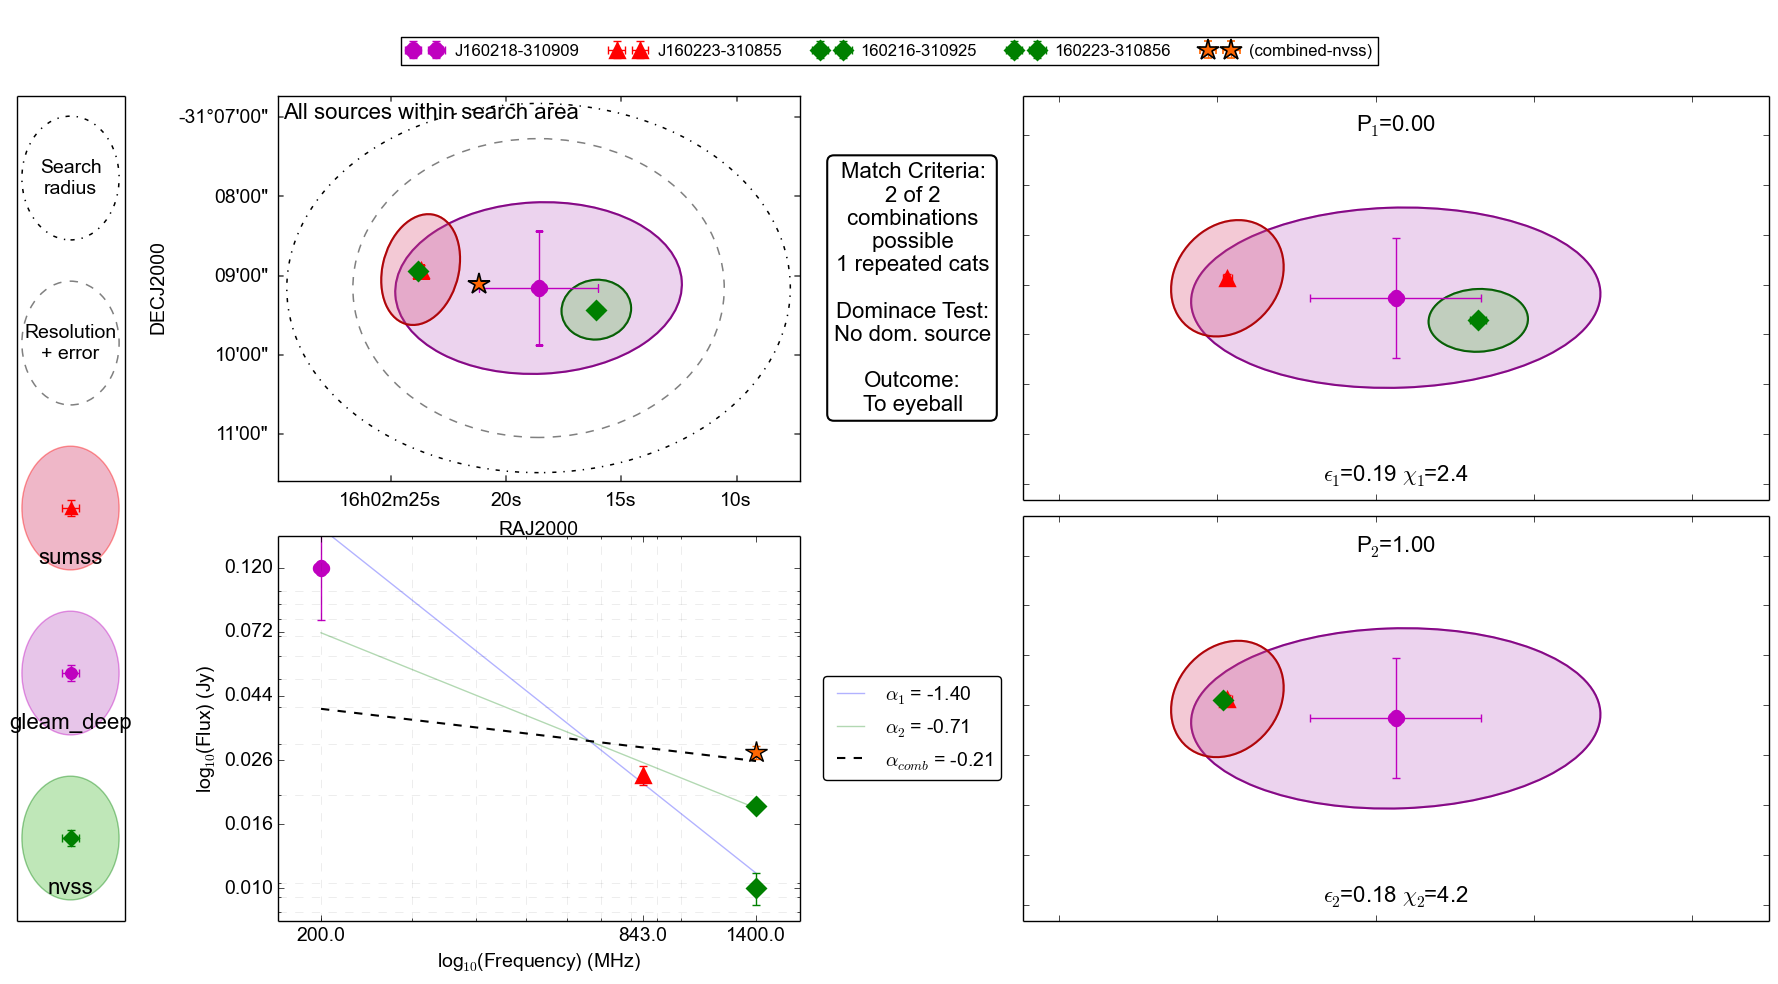 J160218-310909 J160223-310855 160216-310925 160223-310856 (combined-nvss)
Search
radius
Resolution
+ error
sumss
gleam_deep
nvss
All sources within search area
DECJ2000
-31°07'00"
08'00"
09'00"
10'00"
11'00"
16h02m25s 20s 15s 10s
RAJ2000
Match Criteria:
2 of 2
combinations
possible
1 repeated cats
Dominace Test:
No dom. source
Outcome:
To eyeball
P₁=0.00
ϵ₁=0.19 χ₁=2.4
log₁₀(Flux) (Jy)
0.120
0.072
0.044
0.026
0.016
0.010
200.0 843.0 1400.0
log₁₀(Frequency) (MHz)
α₁ = -1.40
α₂ = -0.71
α_comb = -0.21
P₂=1.00
ϵ₂=0.18 χ₂=4.2